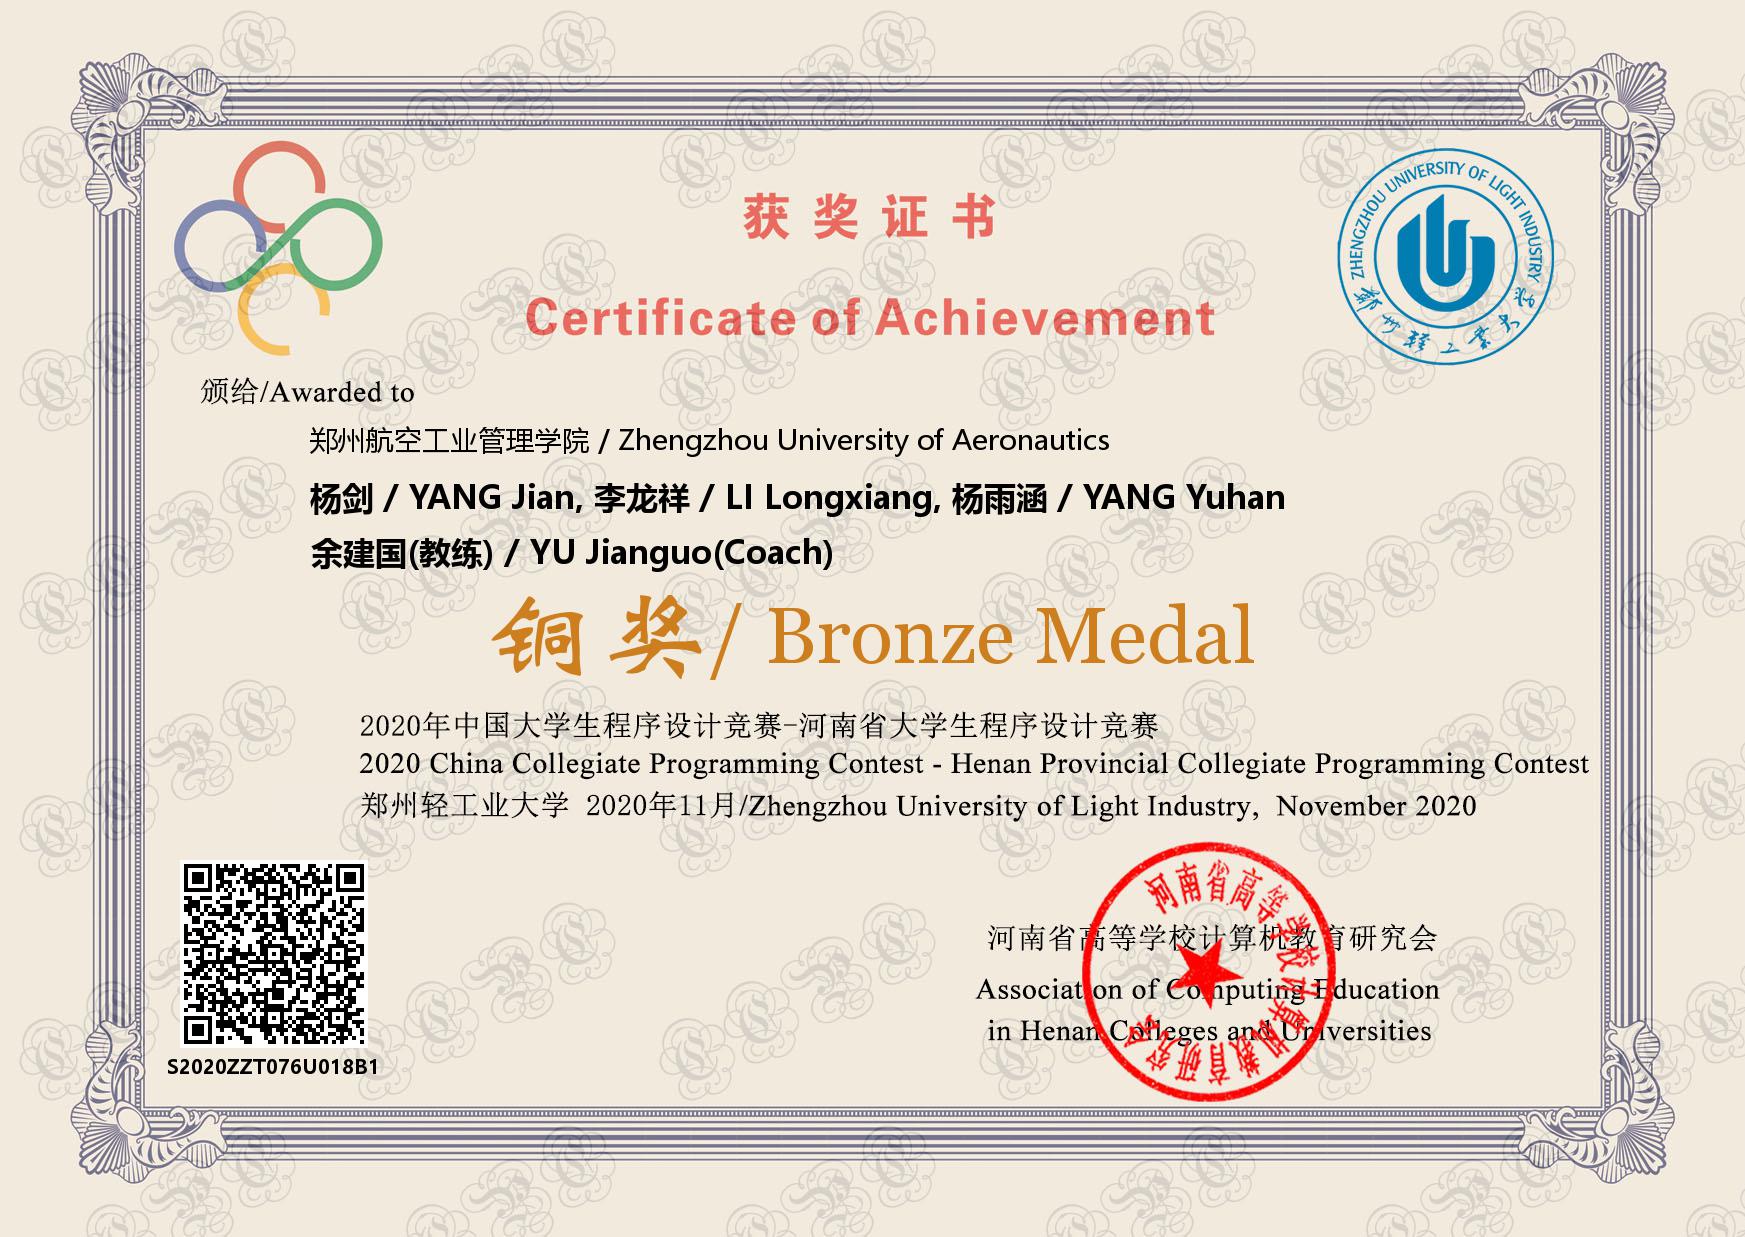 获奖证书
ZHENGZHOU UNIVERSITY OF LIGHT INDUSTRY
郑州轻工业大学
Certificate of Achievement
颁给/Awarded to
郑州航空工业管理学院 / Zhengzhou University of Aeronautics
杨剑 / YANG Jian, 李龙祥 / LI Longxiang, 杨雨涵 / YANG Yuhan
余建国(教练) / YU Jianguo(Coach)
铜奖/ Bronze Medal
2020年中国大学生程序设计竞赛-河南省大学生程序设计竞赛
2020 China Collegiate Programming Contest - Henan Provincial Collegiate Programming Contest
郑州轻工业大学 2020年11月/Zhengzhou University of Light Industry, November 2020
河南省高等学校计算机教育研究会
河南省高等学校计算机教育研究会
Association of Computing Education
in Henan Colleges and Universities
S2020ZZT076U018B1